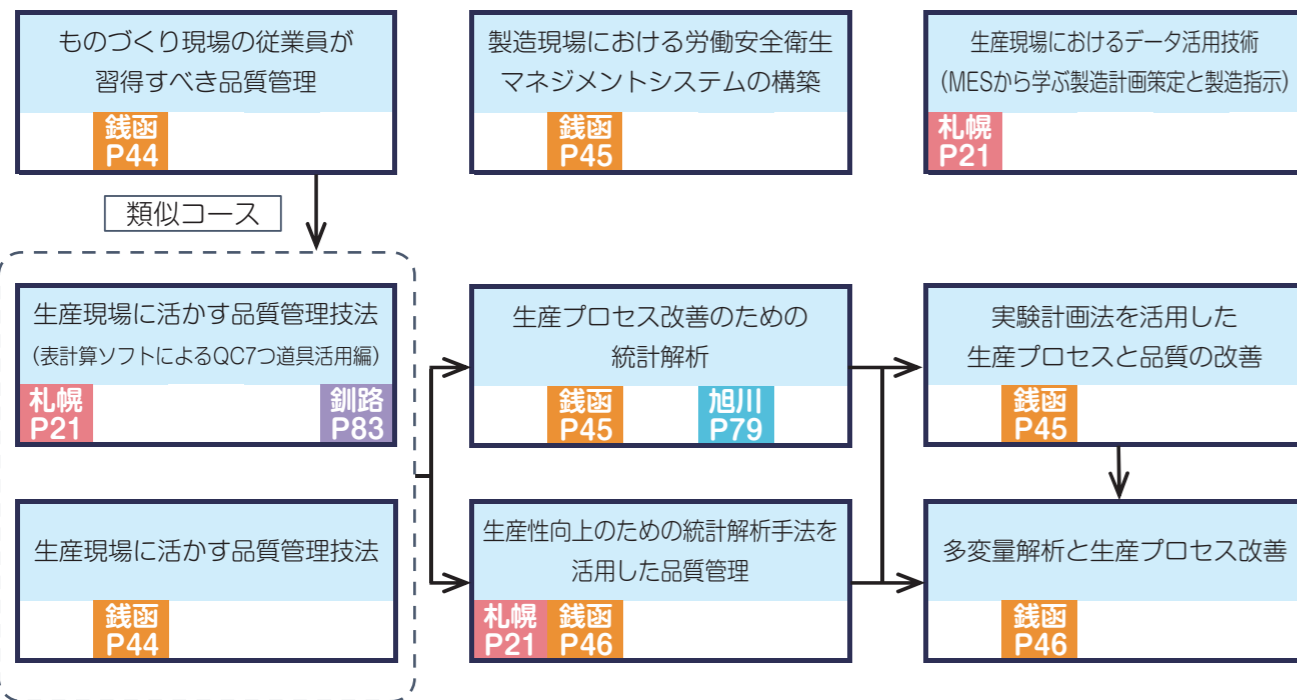 ものづくり現場の従業員が
習得すべき品質管理
銭函
P44
製造現場における労働安全衛生
マネジメントシステムの構築
銭函
P45
生産現場におけるデータ活用技術
(MESから学ぶ製造計画策定と製造指示)
札幌
P21
類似コース
生産現場に活かす品質管理技法
(表計算ソフトによるQC7つ道具活用編)
札幌
P21
釧路
P83
生産プロセス改善のための
統計解析
銭函
P45
旭川
P79
実験計画法を活用した
生産プロセスと品質の改善
銭函
P45
生産現場に活かす品質管理技法
銭函
P44
生産性向上のための統計解析手法を
活用した品質管理
札幌
P21
銭函
P46
多変量解析と生産プロセス改善
銭函
P46